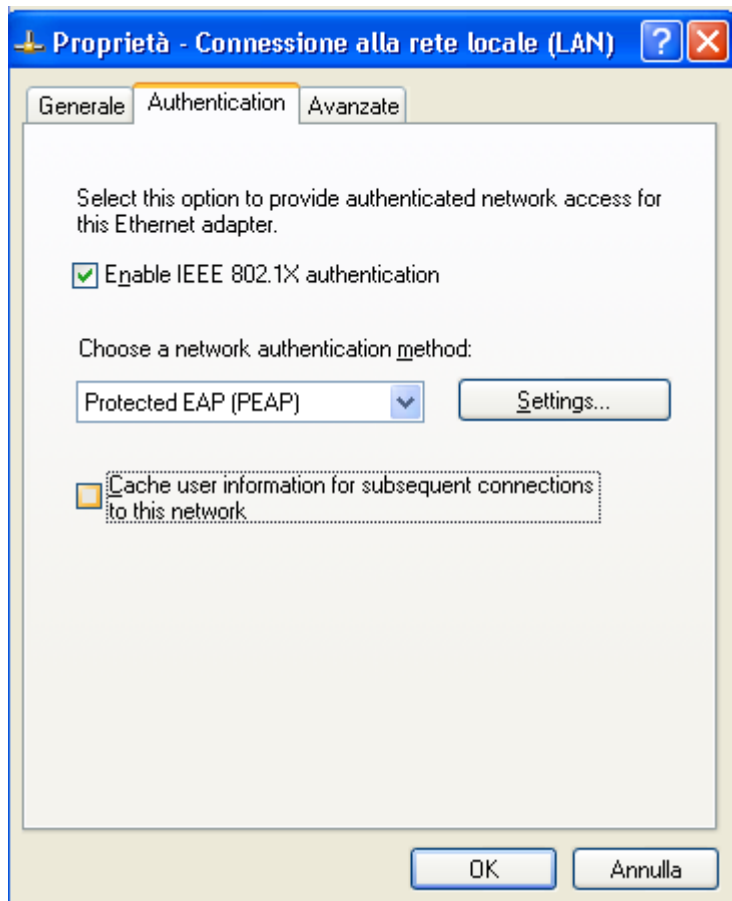 Proprietà - Connessione alla rete locale (LAN)
Generale
Authentication
Avanzate
Select this option to provide authenticated network access for
this Ethernet adapter.
Enable IEEE 802.1X authentication
Choose a network authentication method:
Protected EAP (PEAP)
Settings...
Cache user information for subsequent connections
to this network
OK
Annulla